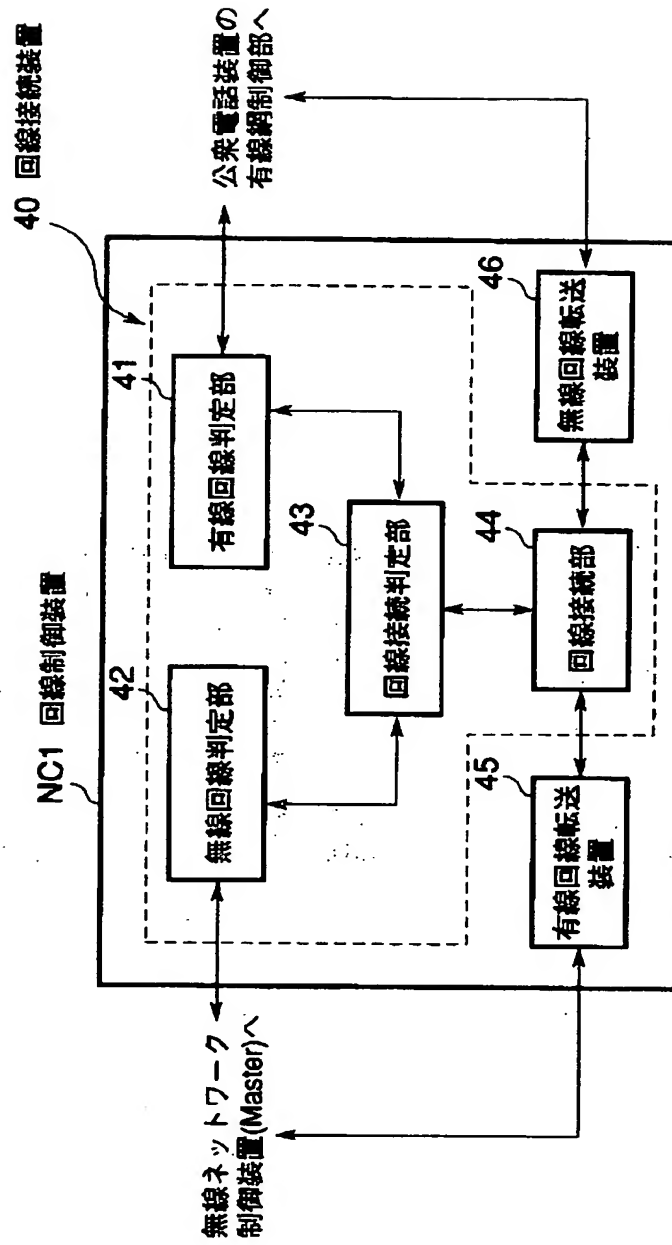 40 回線接続装置
NC1 回線制御装置
公衆電話装置の
有線網制御部へ
41
有線回線判定部
42
無線回線判定部
43
回線接続判定部
44
回線接続部
45
有線回線転送
装置
46
無線回線転送
装置
無線ネットワーク
制御装置(Master)へ